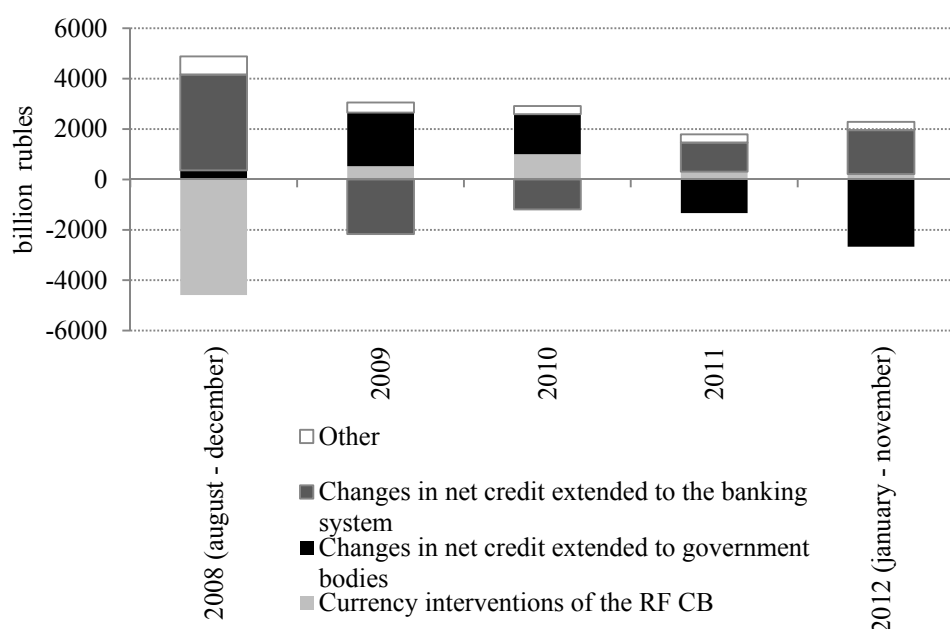 6000
4000
2000
0
-2000
-4000
-6000
billion rubles
2008 (august - december)
2009
2010
2011
2012 (january - november)
Other
Changes in net credit extended to the banking
system
Changes in net credit extended to government
bodies
Currency interventions of the RF CB